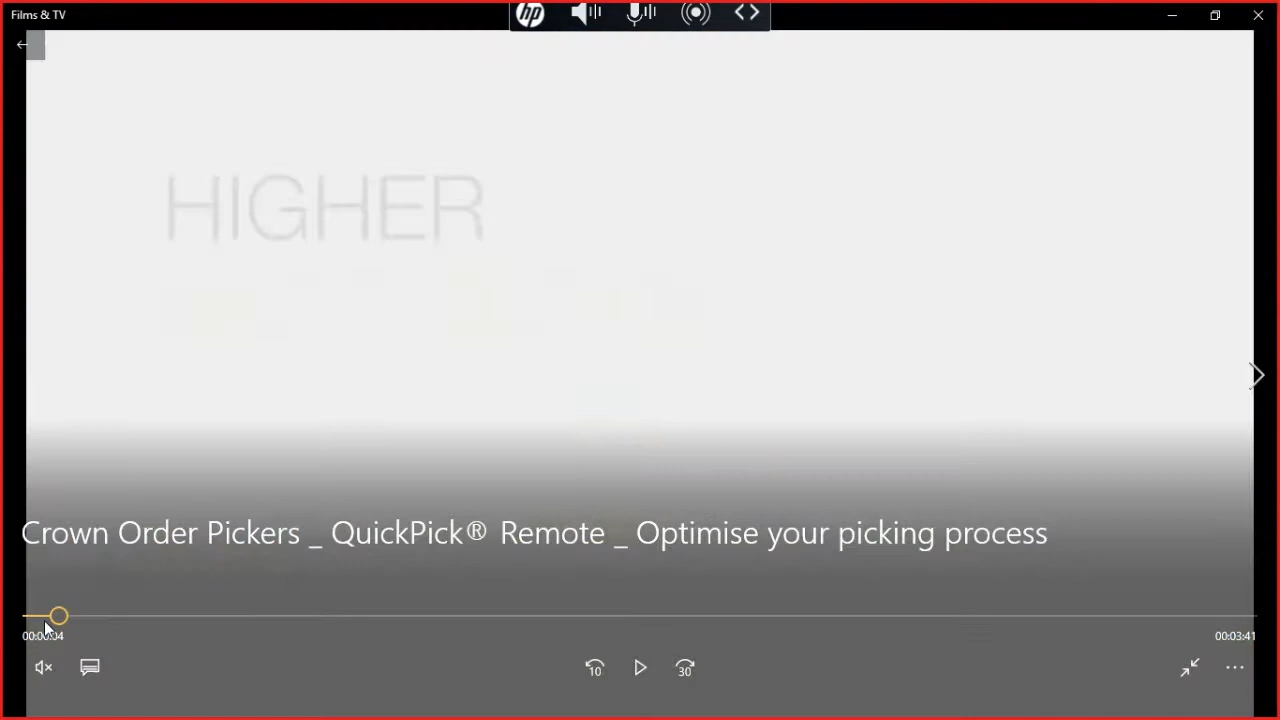 Films & TV
hp
HIGHER
Crown Order Pickers _ QuickPick® Remote _ Optimise your picking process
00:00:04
00:03:41
10
30